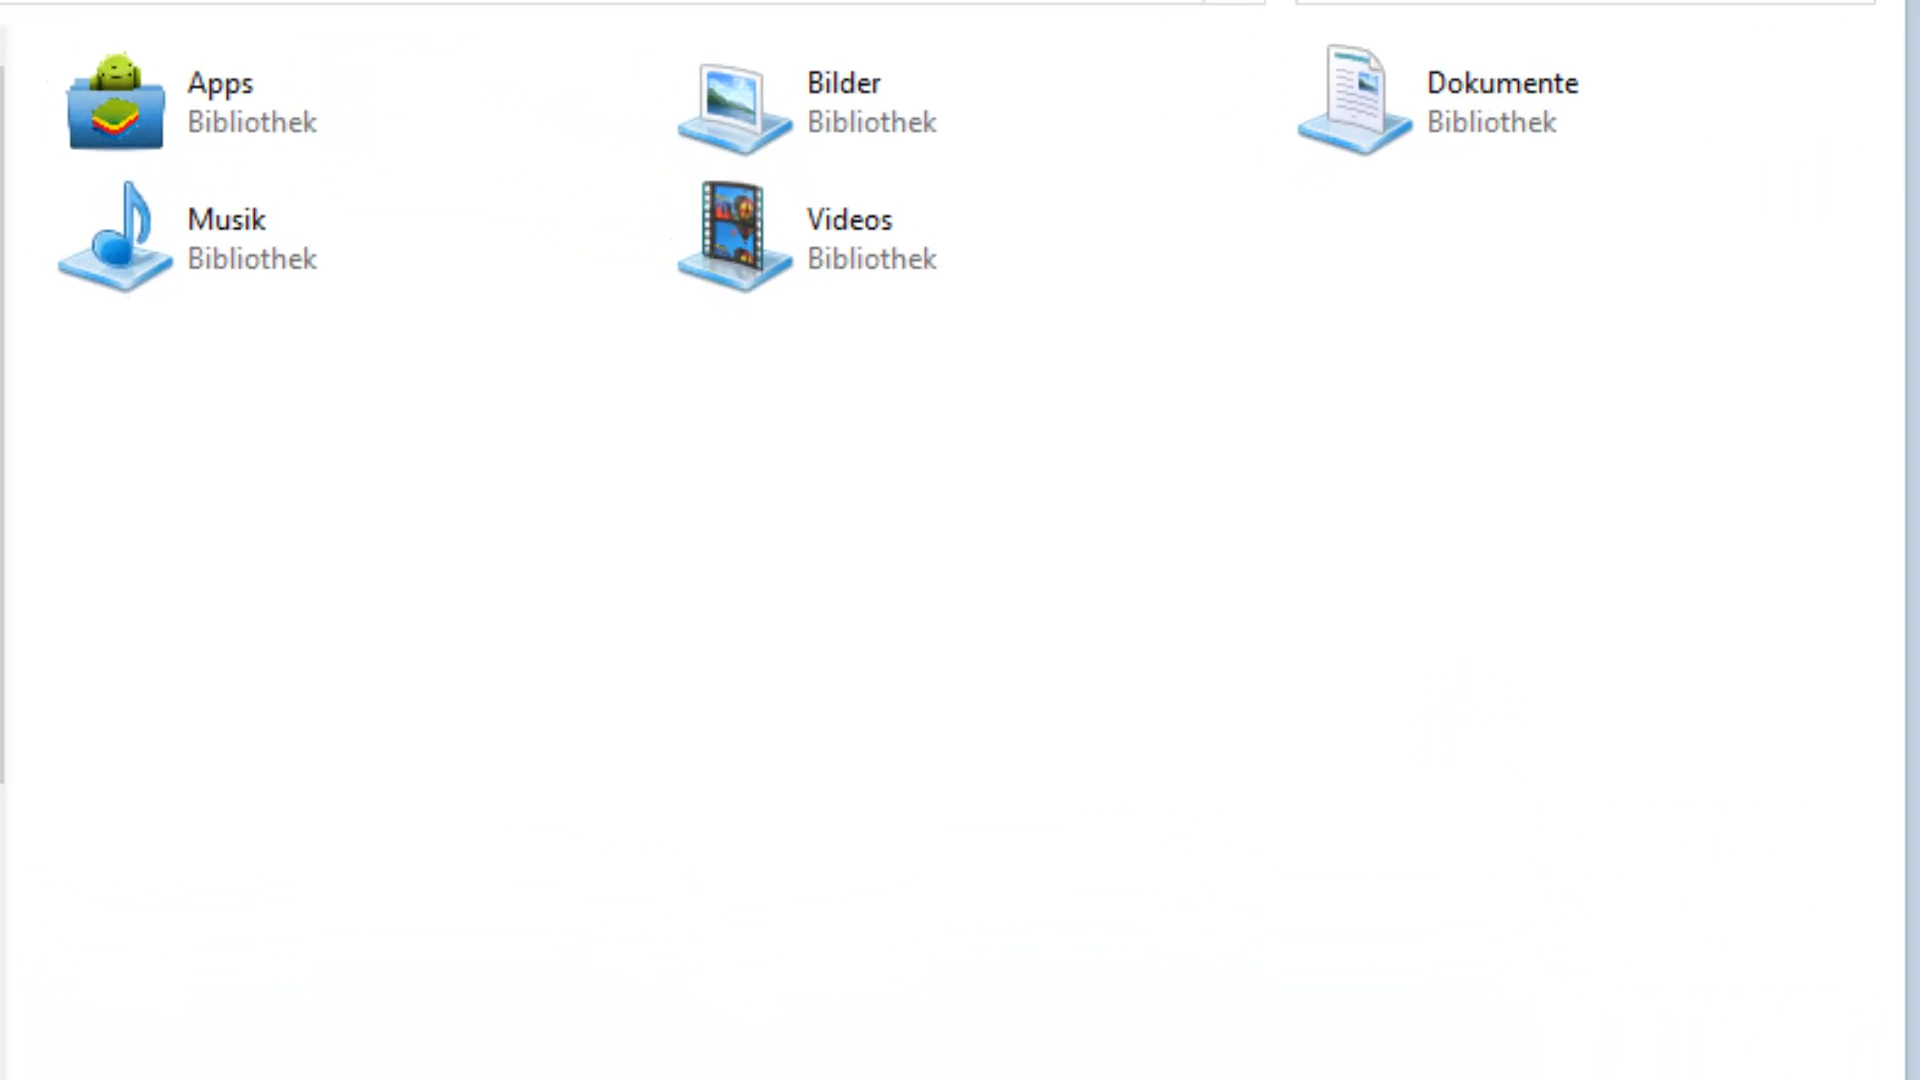 Apps
Bibliothek
Bilder
Bibliothek
Dokumente
Bibliothek
Musik
Bibliothek
Videos
Bibliothek